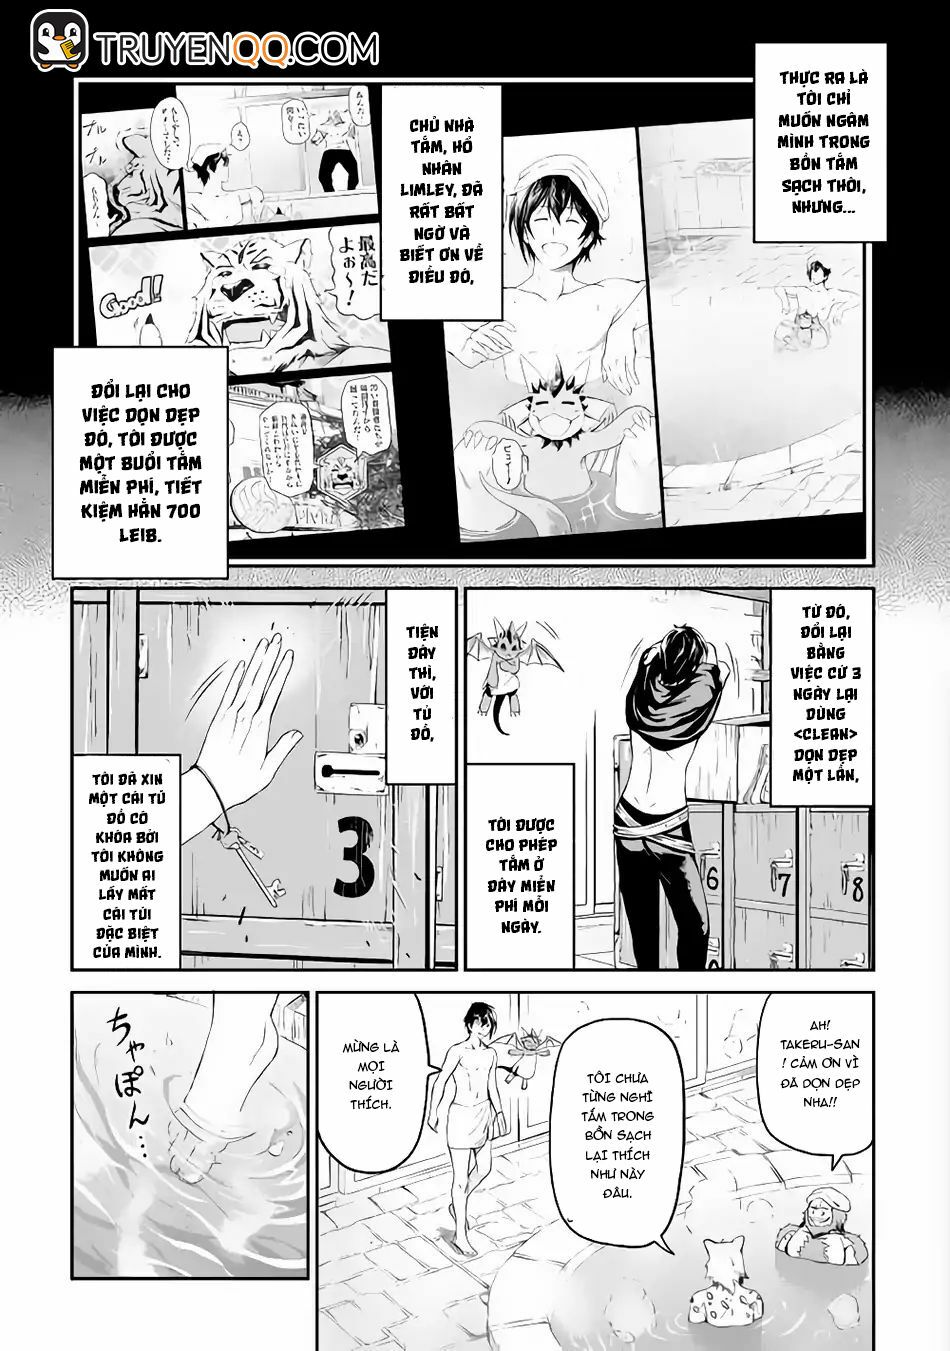 TRUYENQQ.COM
THỰC RA LÀ
TÔI CHỈ
MUỐN NGÂM
MÌNH TRONG
BỒN TẮM
SẠCH THÔI,
NHƯNG...
CHỦ NHÀ
TẮM, HỔ
NHÂN
LIMLEY, ĐÃ
RẤT BẤT
NGỜ VÀ
BIẾT ƠN VỀ
ĐIỀU ĐÓ,
最高だ
よぉ~!
Good!
ヒュイ~
ĐỔI LẠI CHO
VIỆC DỌN DẸP
ĐÓ, TÔI ĐƯỢC
MỘT BUỔI TẮM
MIỂN PHÍ, TIẾT
KIỆM HẲN 700
LEIB.
TỪ ĐÓ,
ĐỔI LẠI
BẰNG
VIỆC CỨ 3
NGÀY LẠI
DÙNG
<CLEAN>
DỌN DẸP
MỘT LẦN,
TÔI ĐƯỢC
CHO PHÉP
TẮM Ở
ĐÂY MIỂN
PHÍ MỖI
NGÀY.
6
7
8
TIỆN
ĐÂY THÌ,
VỚI
TỦ
ĐỒ,
3
TÔI ĐÃ XIN
MỘT CÁI TỦ
ĐỒ CÓ
KHÓA BỞI
TÔI KHÔNG
MUỐN AI
LẤY MẤT
CÁI TÚI
ĐẶC BIỆT
CỦA MÌNH.
AH!
TAKERU-SAN
! CẢM ƠN VÌ
ĐÃ DỌN DẸP
NHA!!
TÔI CHƯA
TỪNG NGHĨ
TẮM TRONG
BỒN SẠCH
LẠI THÍCH
NHƯ NÀY
ĐÂU.
MỪNG LÀ
MỌI
NGƯỜI
THÍCH.
ちゃぽん...